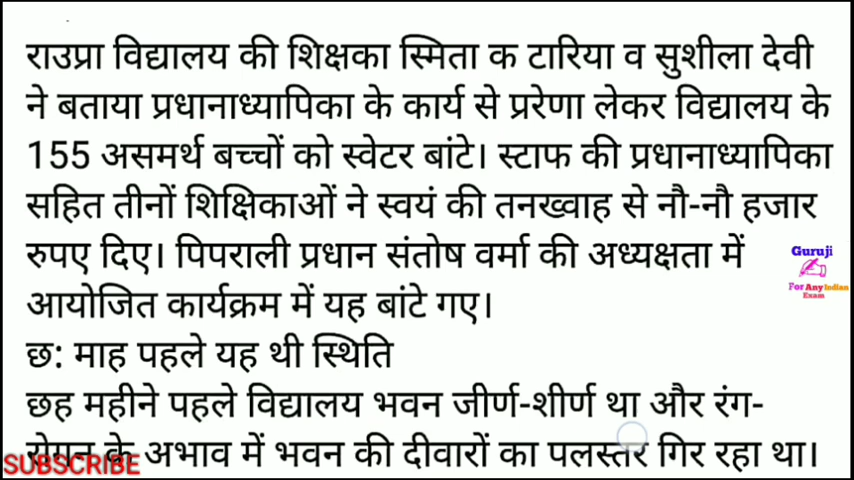 राउप्रा विद्यालय की शिक्षका स्मिता क टारिया व सुशीला देवी
ने बताया प्रधानाध्यापिका के कार्य से प्ररेणा लेकर विद्यालय के
155 असमर्थ बच्चों को स्वेटर बांटे। स्टाफ की प्रधानाध्यापिका
सहित तीनों शिक्षिकाओं ने स्वयं की तनख्वाह से नौ-नौ हजार
रुपए दिए। पिपराली प्रधान संतोष वर्मा की अध्यक्षता में
आयोजित कार्यक्रम में यह बांटे गए।
छ: माह पहले यह थी स्थिति
छह महीने पहले विद्यालय भवन जीर्ण-शीर्ण था और रंग-
रोगन के अभाव में भवन की दीवारों का पलस्तर गिर रहा था।
Guruji
For Any Indian
Exam
SUBSCRIBE